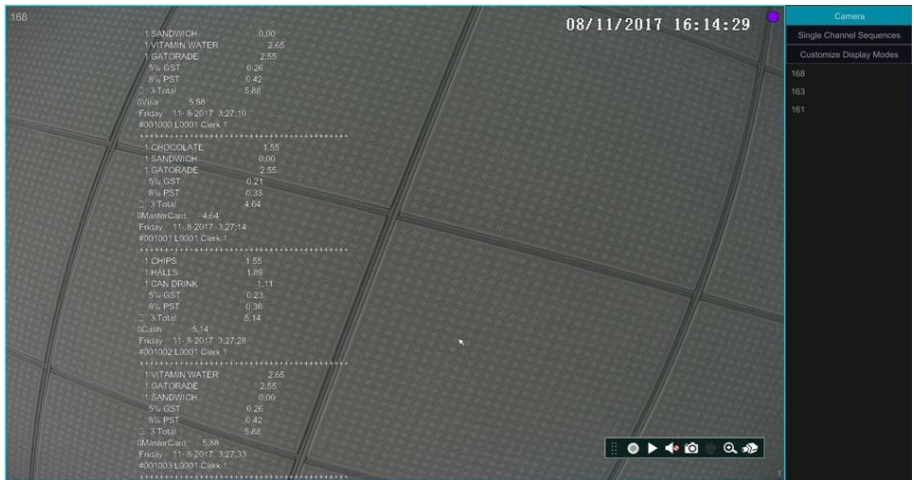 168
08/11/2017 16:14:29
1 SANDWICH 0.00
1 VITAMIN WATER 2.65
1 GATORADE 2.55
5% GST 0.26
8% PST 0.42
3 Total 5.88
0Visa 5.88
Friday 11- 8-2017 3:27:10
#001000 L0001 Clerk 1
++++++++++++++++++++++++++++++++++++
1 CHOCOLATE 1.55
1 SANDWICH 0.00
1 GATORADE 2.55
5% GST 0.21
8% PST 0.33
3 Total 4.64
0MasterCard 4.64
Friday 11- 8-2017 3:27:14
#001001 L0001 Clerk 1
++++++++++++++++++++++++++++++++++++
1 CHIPS 1.55
1 HALLS 1.89
1 CAN DRINK 1.11
5% GST 0.23
8% PST 0.36
3 Total 5.14
0Cash 5.14
Friday 11- 8-2017 3:27:28
#001002 L0001 Clerk 1
++++++++++++++++++++++++++++++++++++
1 VITAMIN WATER 2.65
1 GATORADE 2.55
1 SANDWICH 0.00
5% GST 0.26
8% PST 0.42
3 Total 5.88
0MasterCard 5.88
Friday 11- 8-2017 3:27:33
#001003 L0001 Clerk 1
++++++++++++++++++++++++++++++++++++
Camera
Single Channel Sequences
Customize Display Modes
168
163
161